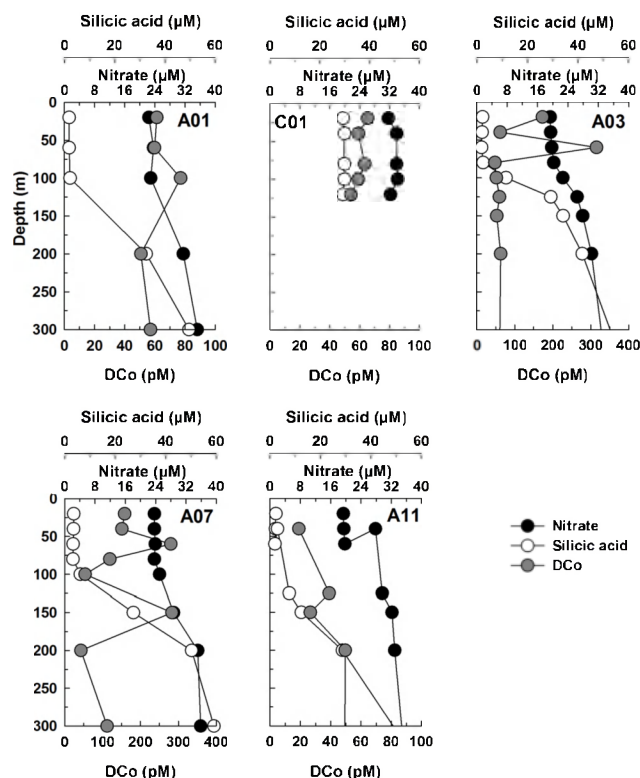 Silicic acid (µM) Silicic acid (µM) Silicic acid (µM)
0 20 40 60 0 20 40 60 0 20 40 60
Nitrate (µM) Nitrate (µM) Nitrate (µM)
0 8 16 24 32 40 0 8 16 24 32 40 0 8 16 24 32 40
0 A01 C01 A03
50
100
150
200
250
300
Depth (m)
0 20 40 60 80 100 0 20 40 60 80 100 0 100 200 300 400
DCo (pM) DCo (pM) DCo (pM)
Silicic acid (µM) Silicic acid (µM)
0 20 40 60 0 20 40 60
Nitrate (µM) Nitrate (µM)
0 8 16 24 32 40 0 8 16 24 32 40
0 A07 A11
50
100
150
200
250
300
0 100 200 300 400 0 20 40 60 80 100
DCo (pM) DCo (pM)
Nitrate
Silicic acid
DCo